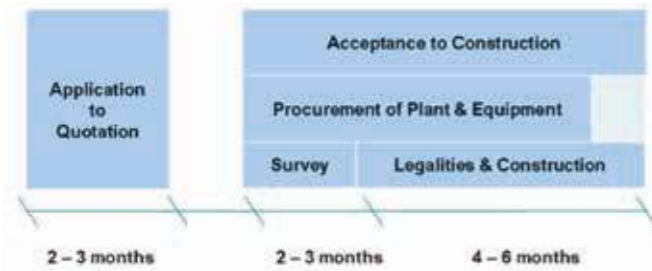 Application
to
Quotation
Acceptance to Construction
Procurement of Plant & Equipment
Survey
Legalities & Construction
2 – 3 months
2 – 3 months
4 – 6 months